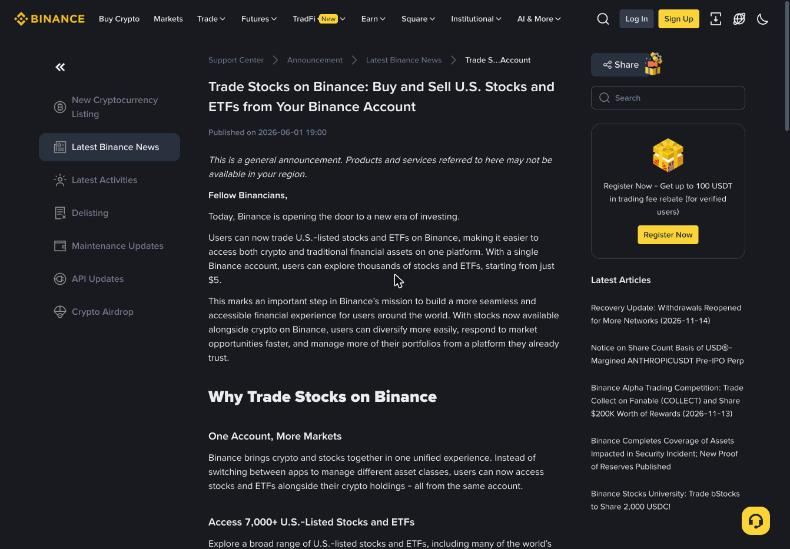 BINANCE
Buy Crypto
Markets
Trade
Futures
TradFi New
Earn
Square
Institutional
AI & More
Log In
Sign Up
Support Center
Announcement
Latest Binance News
Trade S...Account
New Cryptocurrency
Listing
Latest Binance News
Latest Activities
Delisting
Maintenance Updates
API Updates
Crypto Airdrop
Trade Stocks on Binance: Buy and Sell U.S. Stocks and
ETFs from Your Binance Account
Published on 2026-06-01 19:00
This is a general announcement. Products and services referred to here may not be
available in your region.
Fellow Binancians,
Today, Binance is opening the door to a new era of investing.
Users can now trade U.S.-listed stocks and ETFs on Binance, making it easier to
access both crypto and traditional financial assets on one platform. With a single
Binance account, users can explore thousands of stocks and ETFs, starting from just
$5.
This marks an important step in Binance's mission to build a more seamless and
accessible financial experience for users around the world. With stocks now available
alongside crypto on Binance, users can diversify more easily, respond to market
opportunities faster, and manage more of their portfolios from a platform they already
trust.
Why Trade Stocks on Binance
One Account, More Markets
Binance brings crypto and stocks together in one unified experience. Instead of
switching between apps to manage different asset classes, users can now access
stocks and ETFs alongside their crypto holdings - all from the same account.
Access 7,000+ U.S.-Listed Stocks and ETFs
Explore a broad range of U.S.-listed stocks and ETFs, including many of the world's
Share
Search
Register Now - Get up to 100 USDT
in trading fee rebate (for verified
users)
Register Now
Latest Articles
Recovery Update: Withdrawals Reopened
for More Networks (2026-11-14)
Notice on Share Count Basis of USDⓈ-
Margined ANTHROPICUSDT Pre-IPO Perp
Binance Alpha Trading Competition: Trade
Collect on Fanable (COLLECT) and Share
$200K Worth of Rewards (2026-11-13)
Binance Completes Coverage of Assets
Impacted in Security Incident; New Proof
of Reserves Published
Binance Stocks University: Trade bStocks
to Share 2,000 USDC!